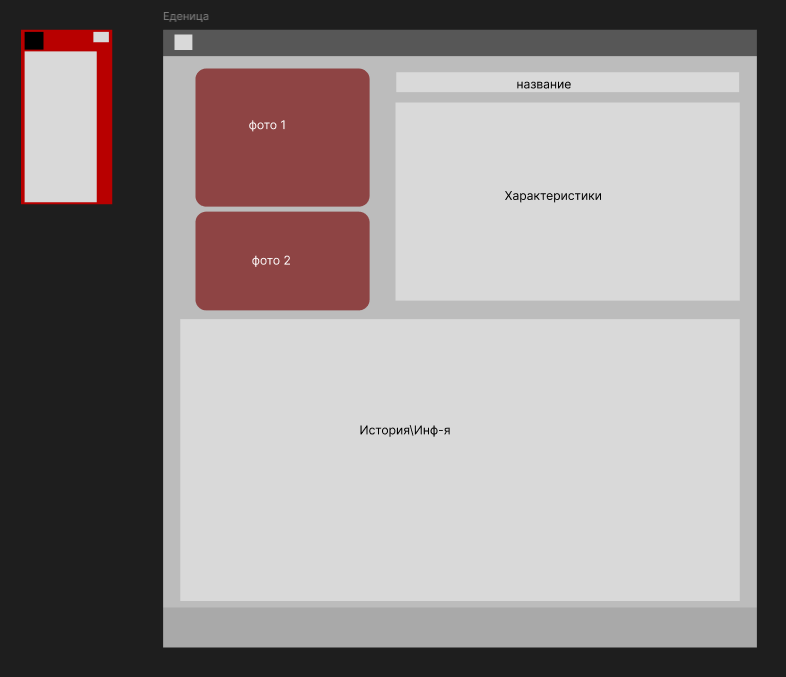 Еденица
фото 1
название
Характеристики
фото 2
История\Инф-я